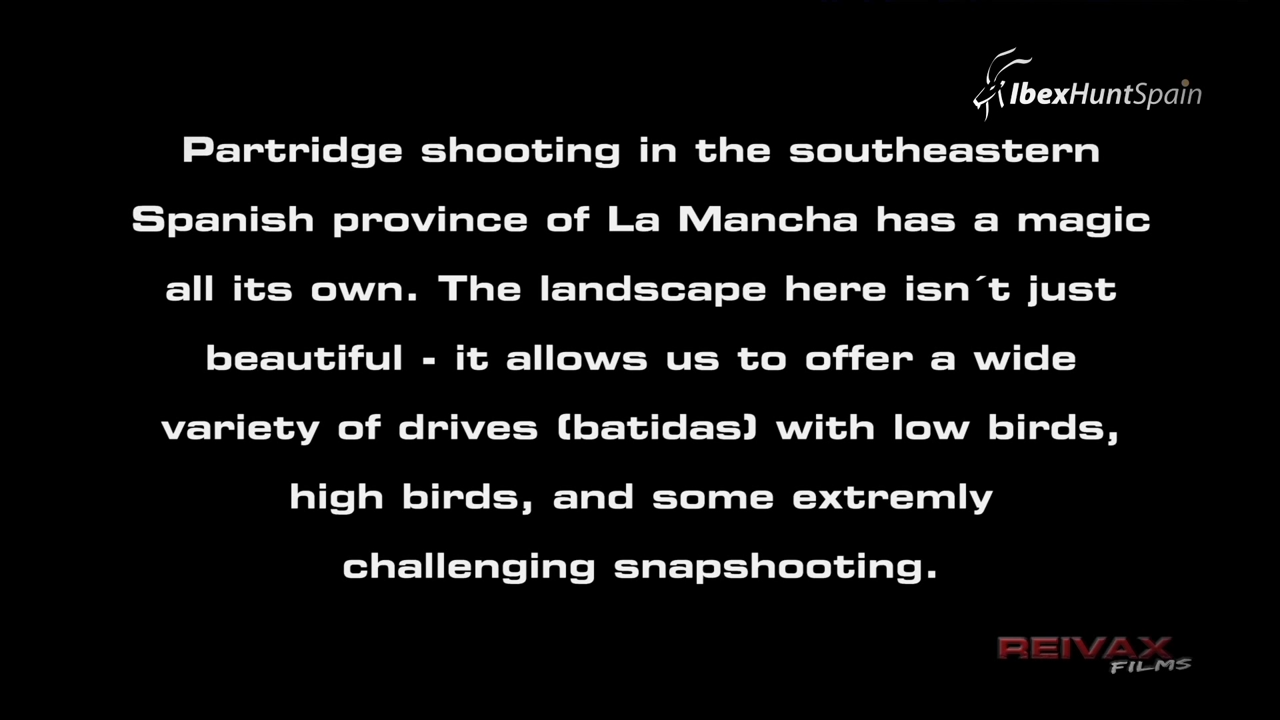 IbexHuntSpain
Partridge shooting in the southeastern
Spanish province of La Mancha has a magic
all its own. The landscape here isn´t just
beautiful - it allows us to offer a wide
variety of drives (batidas) with low birds,
high birds, and some extremly
challenging snapshooting.
REIVAX
FILMS